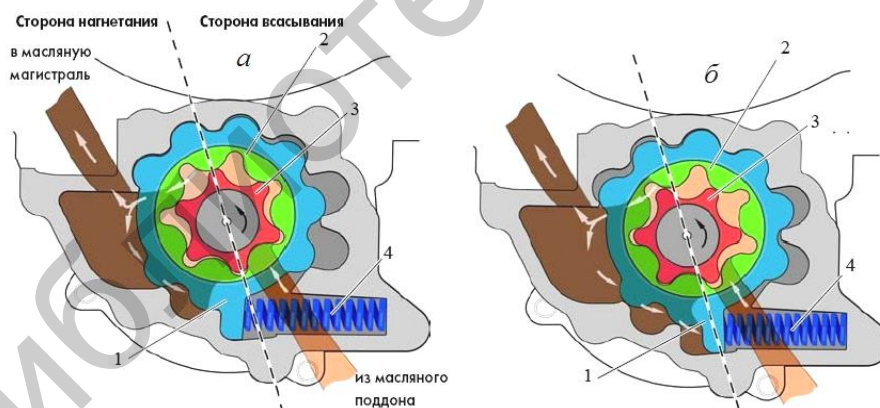 Сторона нагнетания
Сторона всасывания
в масляную
магистраль
а
2
3
4
1
из масляного
поддона
б
2
3
4
1